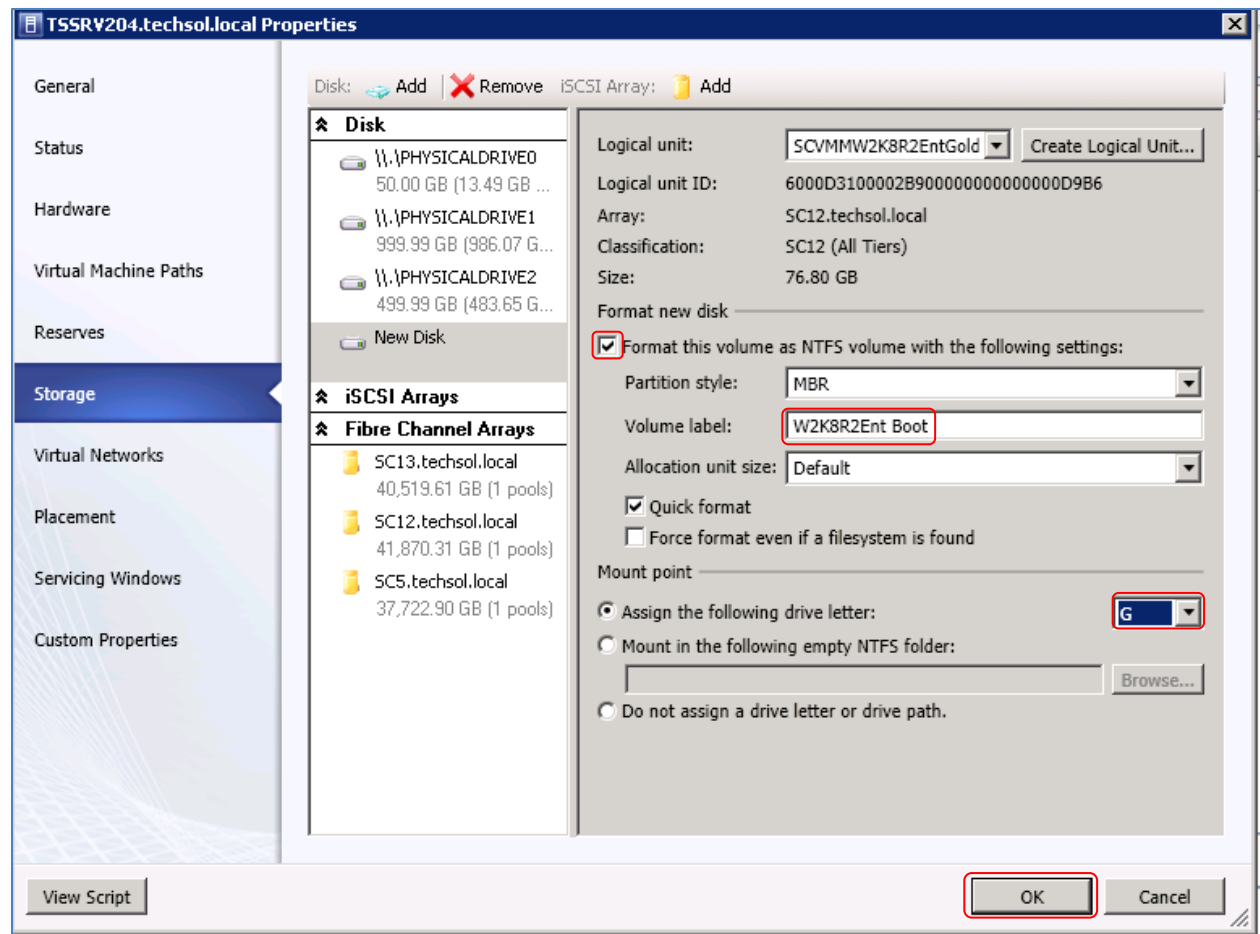 TSSRV204.techsol.local Properties
General
Status
Hardware
Virtual Machine Paths
Reserves
Storage
Virtual Networks
Placement
Servicing Windows
Custom Properties
Disk: Add Remove iSCSI Array: Add
Disk
\\.\PHYSICALDRIVE0
50.00 GB (13.49 GB ...
\\.\PHYSICALDRIVE1
999.99 GB (986.07 G...
\\.\PHYSICALDRIVE2
499.99 GB (483.65 G...
New Disk
iSCSI Arrays
Fibre Channel Arrays
SC13.techsol.local
40,519.61 GB (1 pools)
SC12.techsol.local
41,870.31 GB (1 pools)
SC5.techsol.local
37,722.90 GB (1 pools)
Logical unit: SCVMMW2K8R2EntGold Create Logical Unit...
Logical unit ID: 6000D3100002B900000000000000D9B6
Array: SC12.techsol.local
Classification: SC12 (All Tiers)
Size: 76.80 GB
Format new disk
Format this volume as NTFS volume with the following settings:
Partition style: MBR
Volume label: W2K8R2Ent Boot
Allocation unit size: Default
Quick format
Force format even if a filesystem is found
Mount point
Assign the following drive letter: G
Mount in the following empty NTFS folder:
Browse...
Do not assign a drive letter or drive path.
View Script OK Cancel